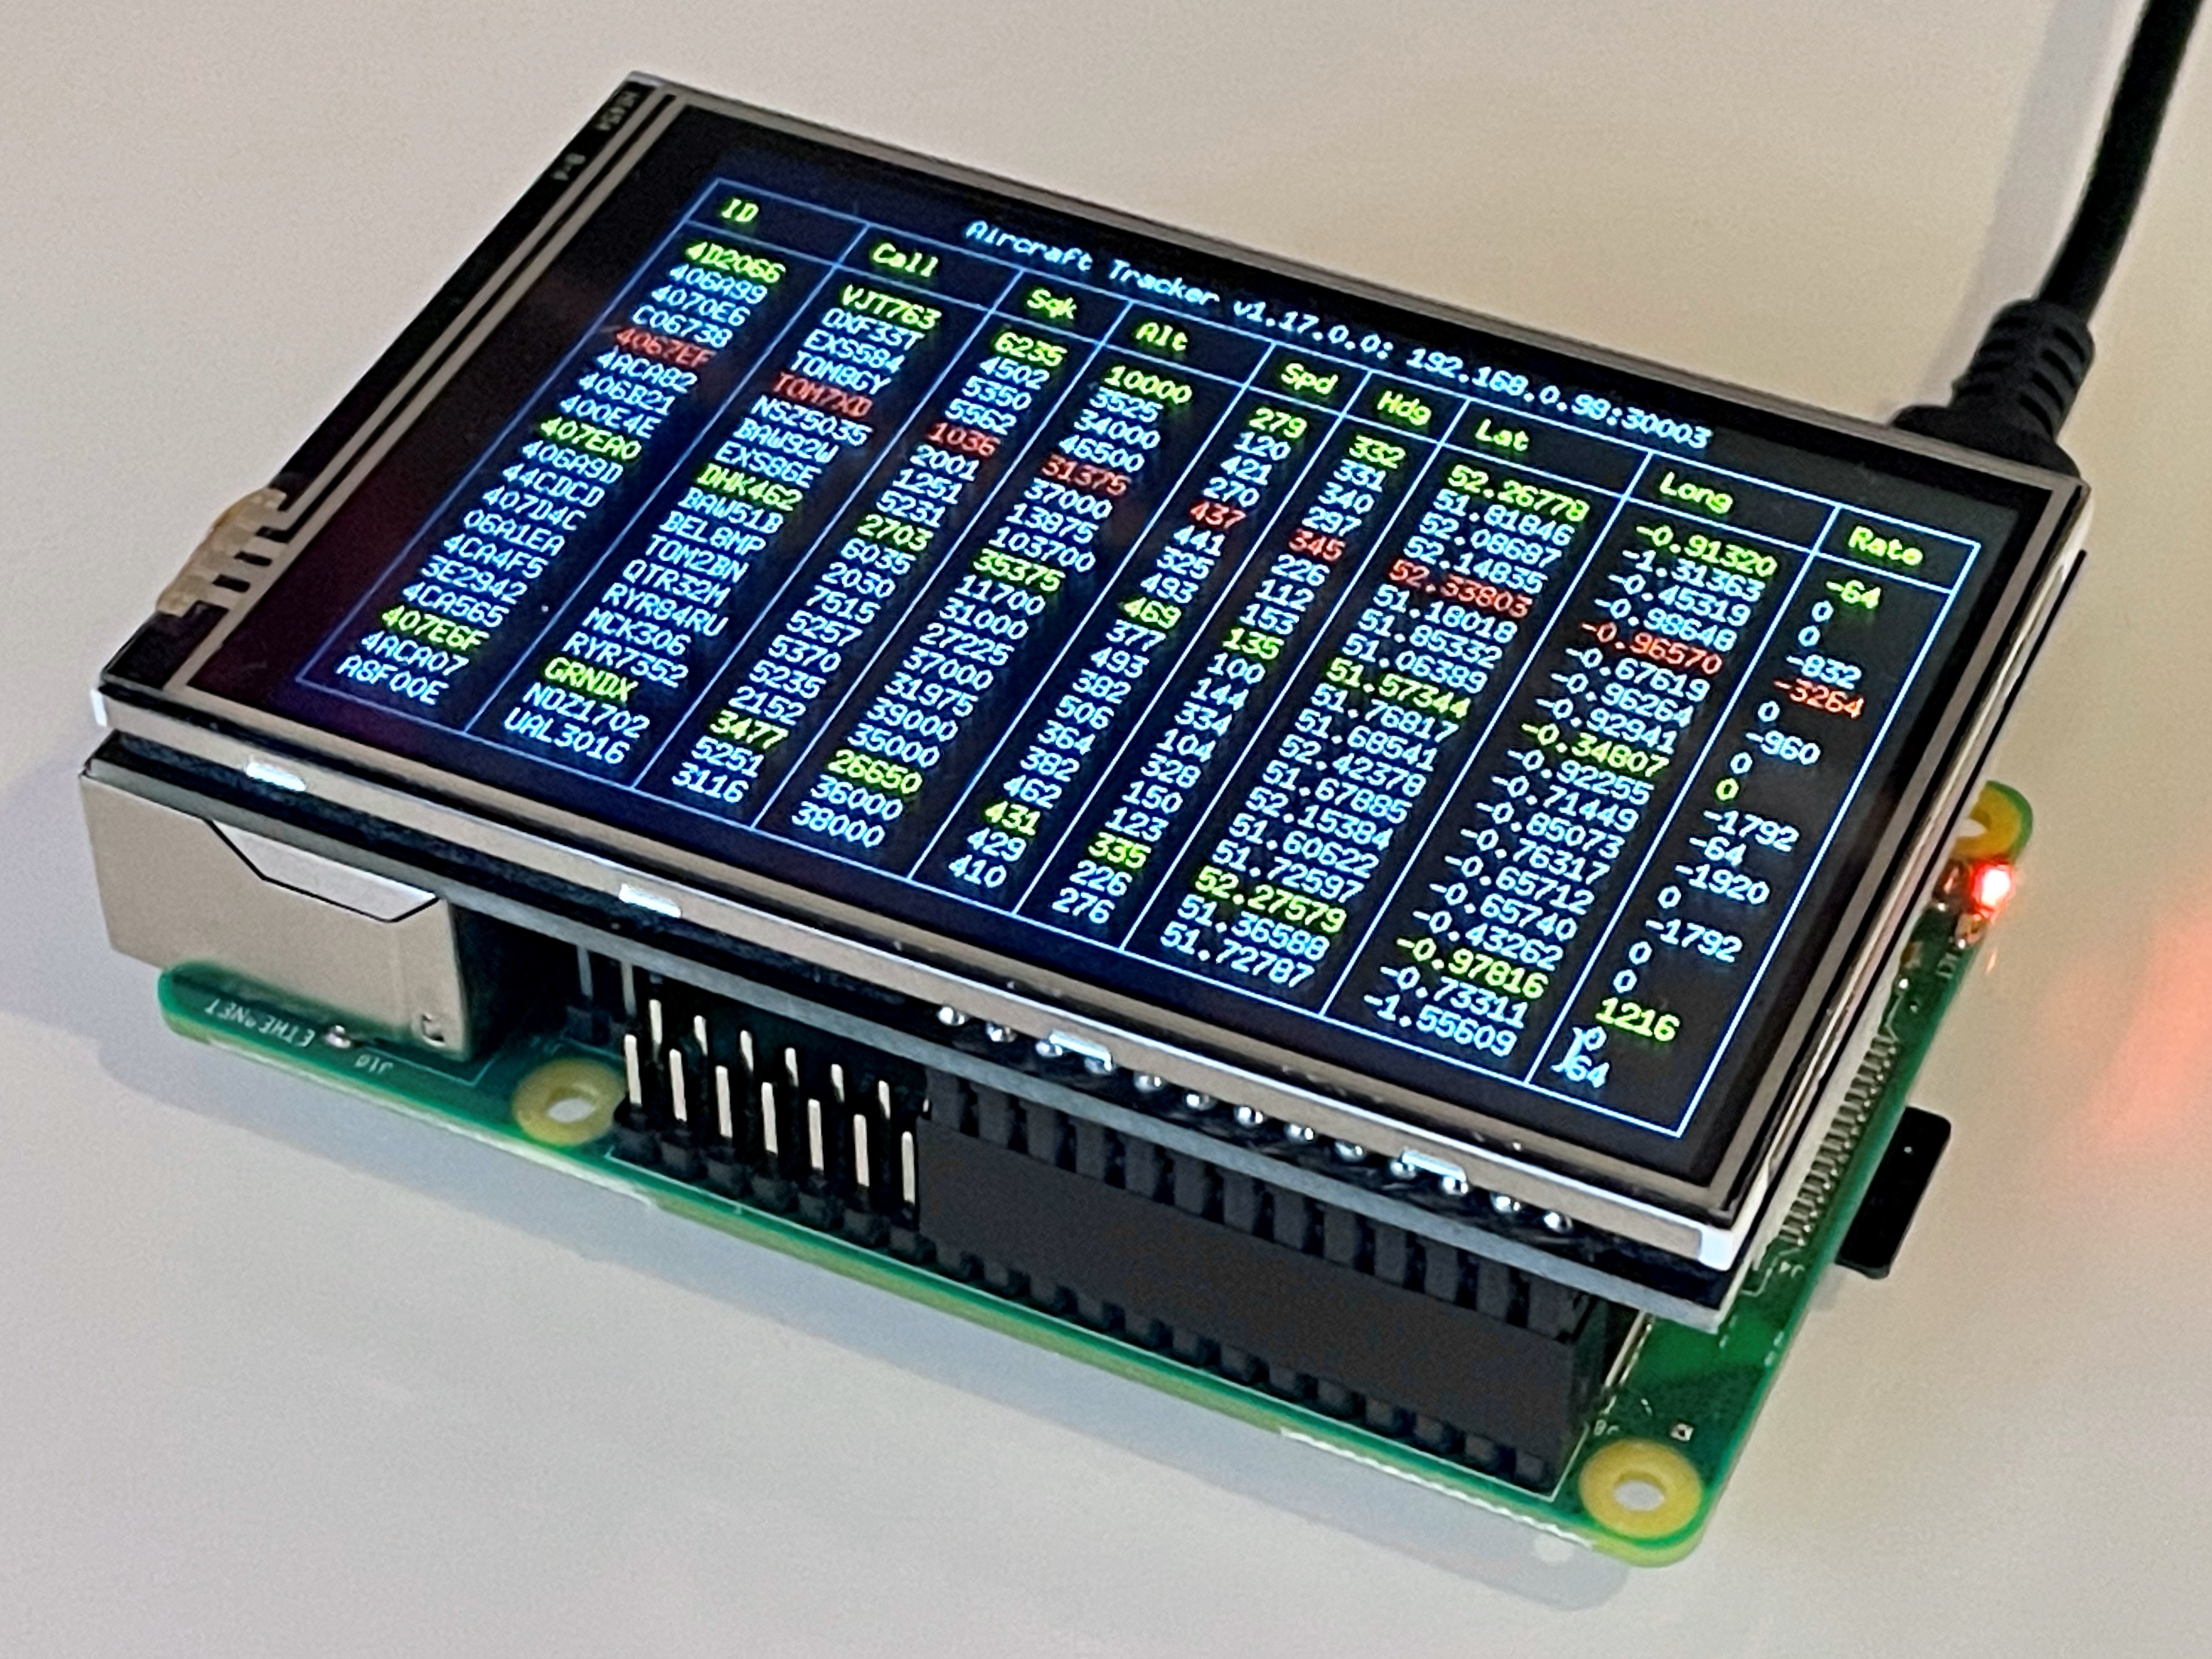 Aircraft Tracker v1.17.0.0: 192.168.0.98:30003
ID Call Sqk Alt Spd Hdg Lat Long Rate
4D2066 VJT763 6235 10000 279 332 52.26778 -0.91320 -64
406A99 OXF33T 4502 3525 120 331 51.81846 -1.31363 0
4070E6 EXS584 5350 34000 421 340 52.08687 -0.45319 0
C06738 TOM8GY 5562 46500 270 297 52.14835 -0.98648 -832
4067EF TOM7XD 1036 31375 437 345 52.33803 -0.96570 -3264
4ACA82 NSZ5035 2001 37000 441 226 51.18018 -0.67619 0
406B21 BAW92W 1251 13875 325 112 51.85332 -0.96264 -960
400E4E EXS86E 5231 103700 493 153 51.06389 -0.92941 0
407EA0 DHK462 2703 35375 469 135 51.57344 -0.34807 0
406A9D BAW51B 6035 11700 377 100 51.76817 -0.92255 -1792
44CDCD BEL8MP 2030 31000 493 144 51.68541 -0.71449 -64
407D4C TOM2BN 7515 27225 382 334 52.42378 -0.85073 -1920
06A1EA QTR32M 5257 37000 506 104 51.67885 -0.76317 0
4CA4F5 RYR84RU 5370 31975 364 328 52.15384 -0.65712 -1792
3E2942 MCK306 5235 39000 382 150 51.60622 -0.65740 0
4CA565 RYR7352 2152 35000 462 123 51.72597 -0.43262 0
407E6F GRNDX 3477 26650 431 335 52.27579 -0.97816 1216
4ACA07 NOZ1702 5251 36000 429 226 51.36588 -0.73311 0
A8F00E UAL3016 3116 38000 410 276 51.72787 -1.55609 64
ETHERNET
J10